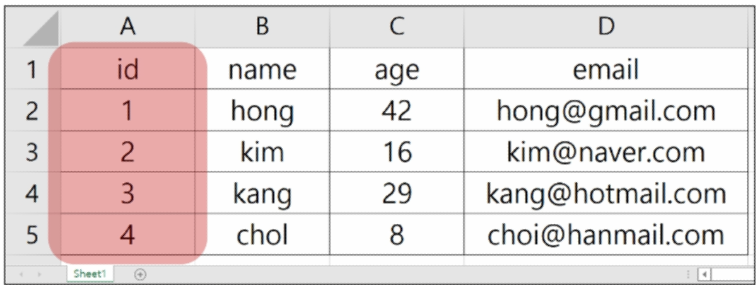 A B C D
1 id name age email
2 1 hong 42 hong@gmail.com
3 2 kim 16 kim@naver.com
4 3 kang 29 kang@hotmail.com
5 4 chol 8 choi@hanmail.com
Sheet1